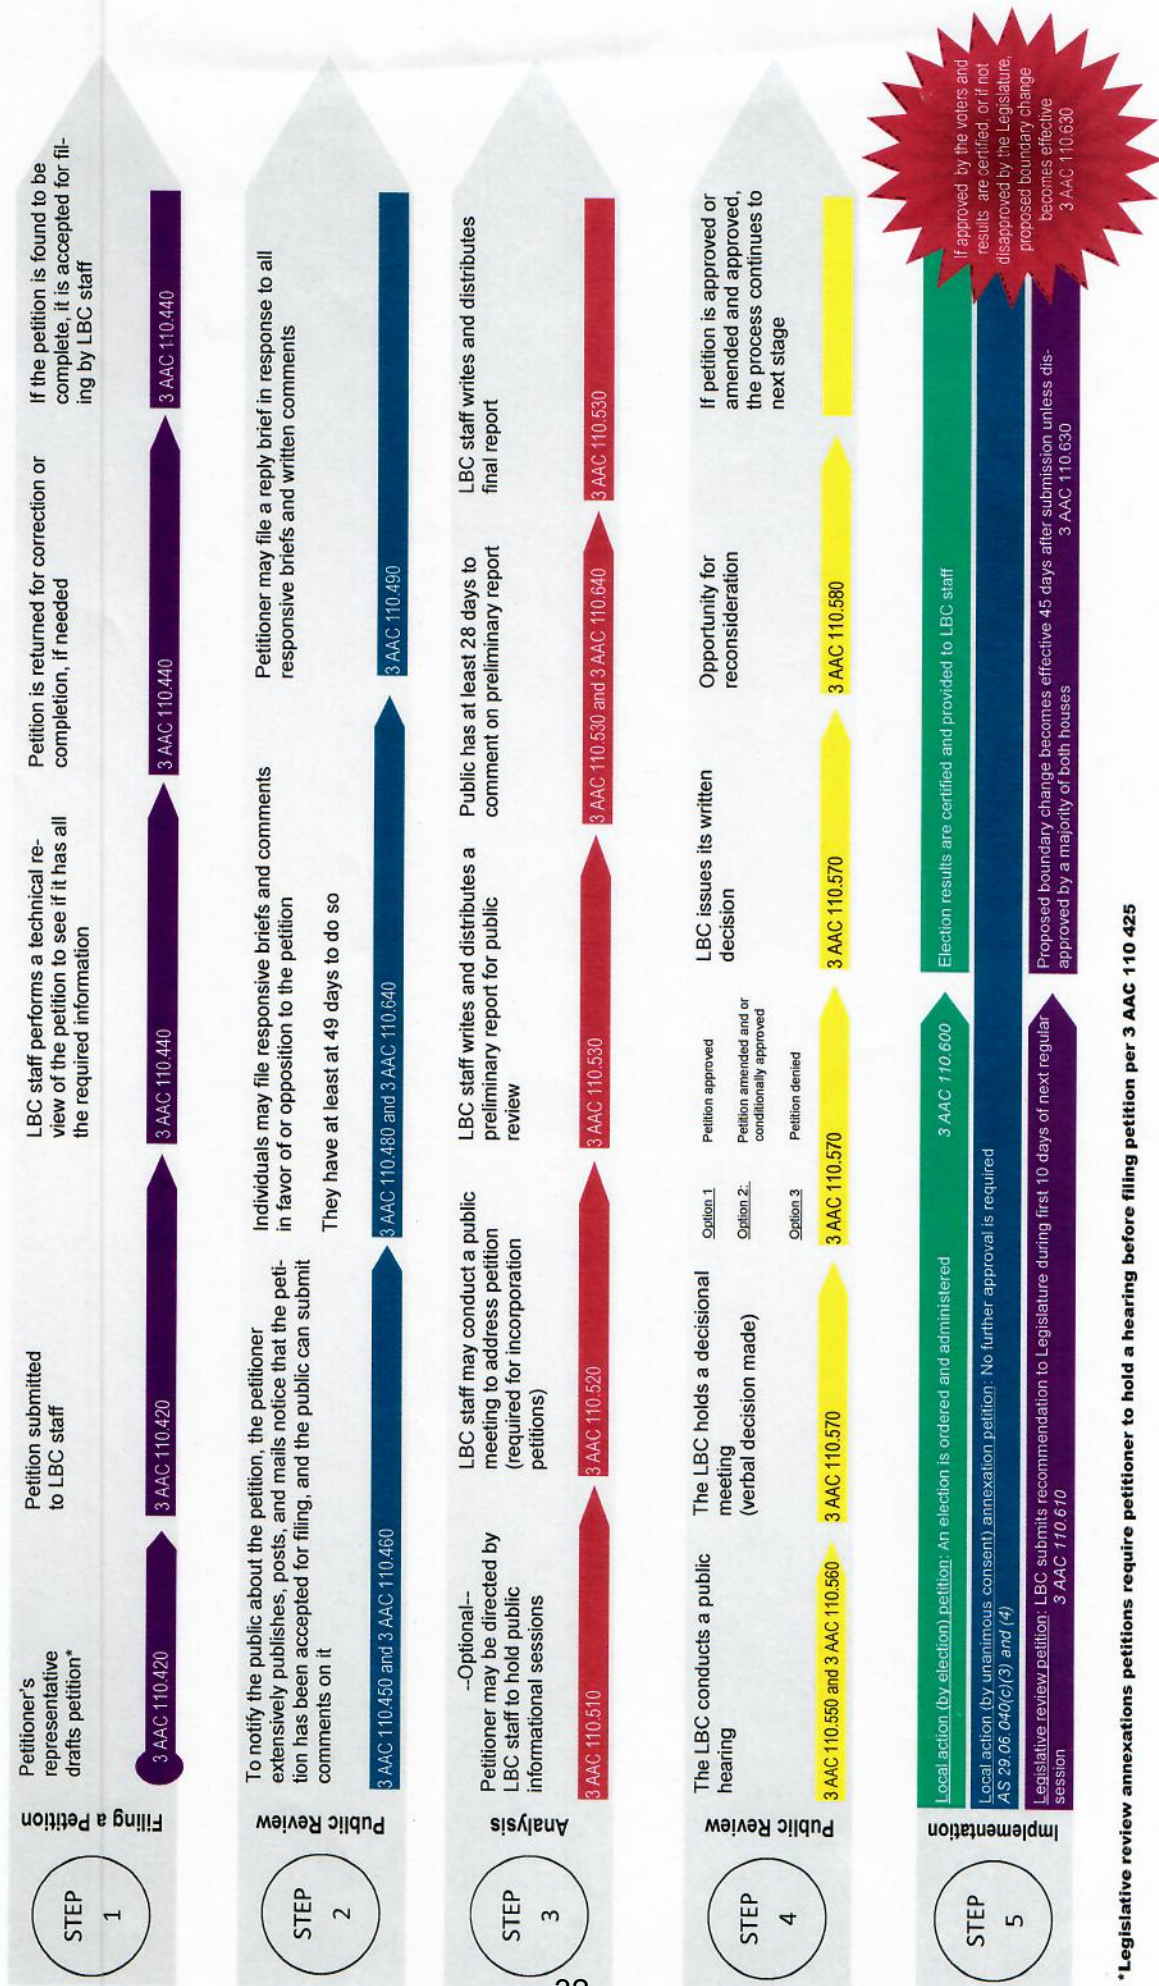 STEP
1
Filing a Petition
Petitioner's
representative
drafts petition*
3 AAC 110.420
Petition submitted
to LBC staff
3 AAC 110.420
LBC staff performs a technical re-
view of the petition to see if it has all
the required information
3 AAC 110.440
Petition is returned for correction or
completion, if needed
3 AAC 110.440
If the petition is found to be
complete, it is accepted for fil-
ing by LBC staff
3 AAC 110.440
STEP
2
Public Review
To notify the public about the petition, the petitioner
extensively publishes, posts, and mails notice that the peti-
tion has been accepted for filing, and the public can submit
comments on it
3 AAC 110.450 and 3 AAC 110.460
Individuals may file responsive briefs and comments
in favor of or opposition to the petition
They have at least at 49 days to do so
3 AAC 110.480 and 3 AAC 110.640
Petitioner may file a reply brief in response to all
responsive briefs and written comments
3 AAC 110.490
STEP
3
Analysis
--Optional--
Petitioner may be directed by
LBC staff to hold public
informational sessions
3 AAC 110.510
LBC staff may conduct a public
meeting to address petition
(required for incorporation
petitions)
3 AAC 110.520
LBC staff writes and distributes a
preliminary report for public
review
3 AAC 110.530
Public has at least 28 days to
comment on preliminary report
3 AAC 110.530 and 3 AAC 110.640
LBC staff writes and distributes
final report
3 AAC 110.530
STEP
4
Public Review
The LBC conducts a public
hearing
3 AAC 110.550 and 3 AAC 110.560
The LBC holds a decisional
meeting
(verbal decision made)
3 AAC 110.570
Option 1 Petition approved
Option 2: Petition amended and or
conditionally approved
Option 3 Petition denied
3 AAC 110.570
LBC issues its written
decision
3 AAC 110.570
Opportunity for
reconsideration
3 AAC 110.580
If petition is approved or
amended and approved,
the process continues to
next stage
STEP
5
Implementation
Local action (by election) petition: An election is ordered and administered
3 AAC 110.600
Election results are certified and provided to LBC staff
Local action (by unanimous consent) annexation petition: No further approval is required
AS 29.06.040(c)(3) and (4)
Legislative review petition: LBC submits recommendation to Legislature during first 10 days of next regular
session 3 AAC 110.610
Proposed boundary change becomes effective 45 days after submission unless dis-
approved by a majority of both houses 3 AAC 110.630
If approved by the voters and
results are certified, or if not
disapproved by the Legislature,
proposed boundary change
becomes effective
3 AAC 110.630
*Legislative review annexations petitions require petitioner to hold a hearing before filing petition per 3 AAC 110 425